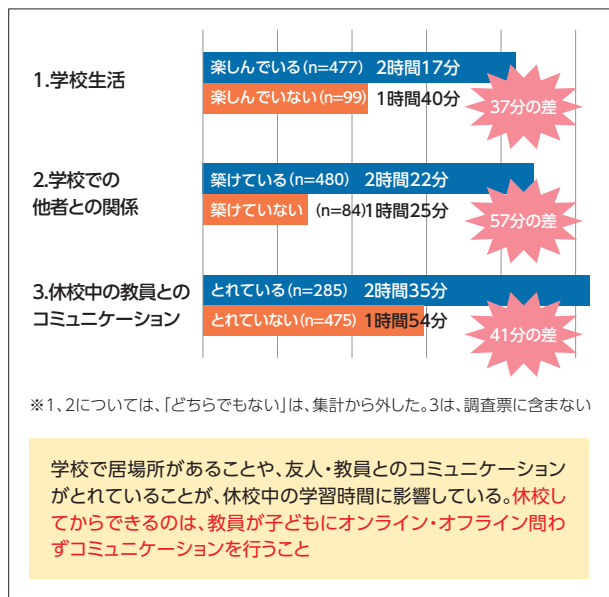 1.学校生活
楽しんでいる(n=477) 2時間17分
楽しんでいない(n=99) 1時間40分
37分の差
2.学校での
他者との関係
築けている(n=480) 2時間22分
築けていない (n=84)1時間25分
57分の差
3.休校中の教員との
コミュニケーション
とれている(n=285) 2時間35分
とれていない(n=475) 1時間54分
41分の差
※1、2については、「どちらでもない」は、集計から外した。3は、調査票に含まない
学校で居場所があることや、友人・教員とのコミュニケーション
がとれていることが、休校中の学習時間に影響している。休校し
てからできるのは、教員が子どもにオンライン・オフライン問わ
ずコミュニケーションを行うこと